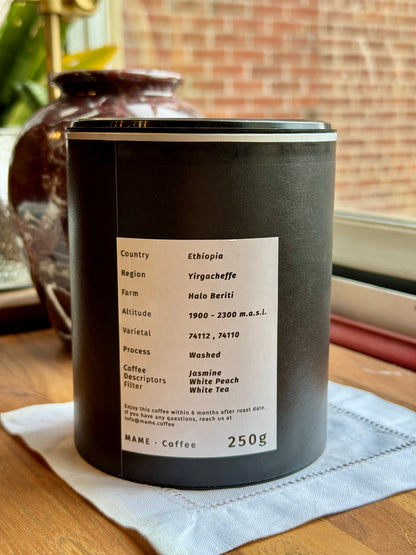 Country Ethiopia
Region Yirgacheffe
Farm Halo Beriti
Altitude 1900 - 2300 m.a.s.l.
Varietal 74112 , 74110
Process Washed
Coffee Jasmine
Descriptors White Peach
Filter White Tea
Enjoy this coffee within 6 months after roast date.
If you have any questions, reach us at
info@mame.coffee
MAME · Coffee 250g